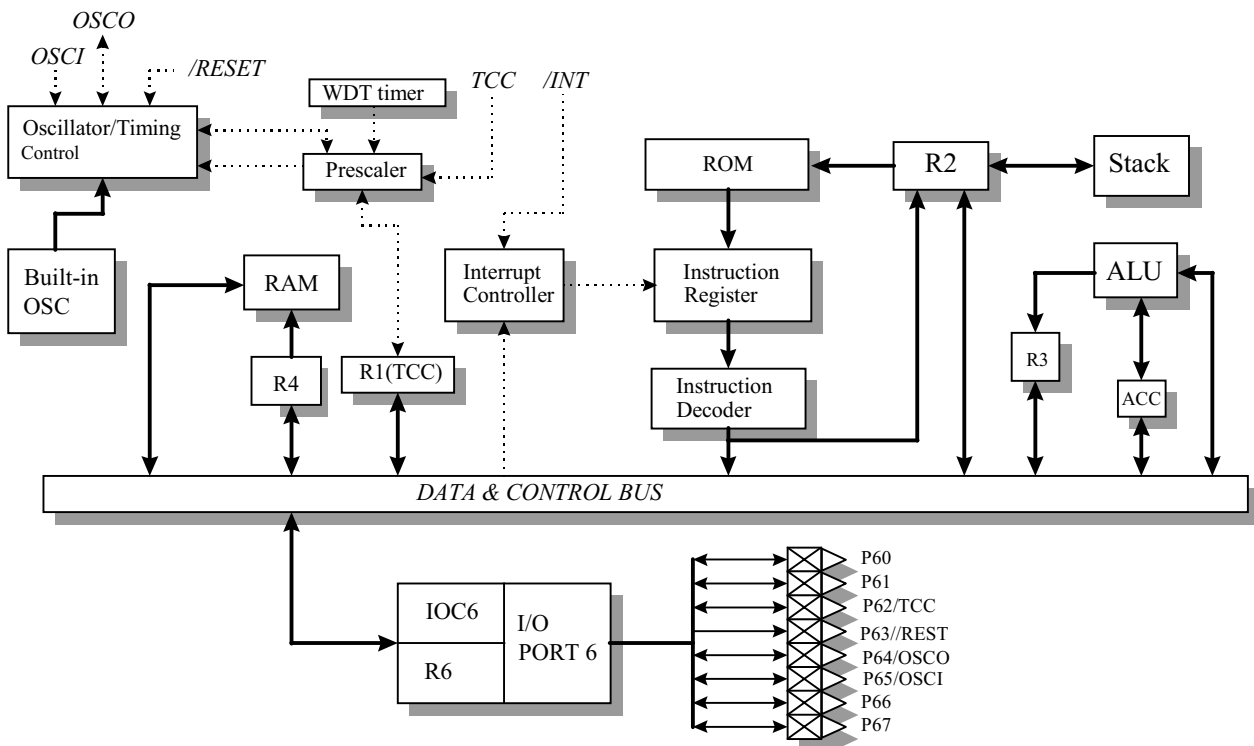 OSCO
OSCI
/RESET
WDT timer
TCC
/INT
Oscillator/Timing
Control
Prescaler
ROM
R2
Stack
Built-in
OSC
RAM
Interrupt
Controller
Instruction
Register
ALU
R4
R1(TCC)
R3
Instruction
Decoder
ACC
DATA & CONTROL BUS
IOC6
R6
I/O
PORT 6
P60
P61
P62/TCC
P63//REST
P64/OSCO
P65/OSCI
P66
P67